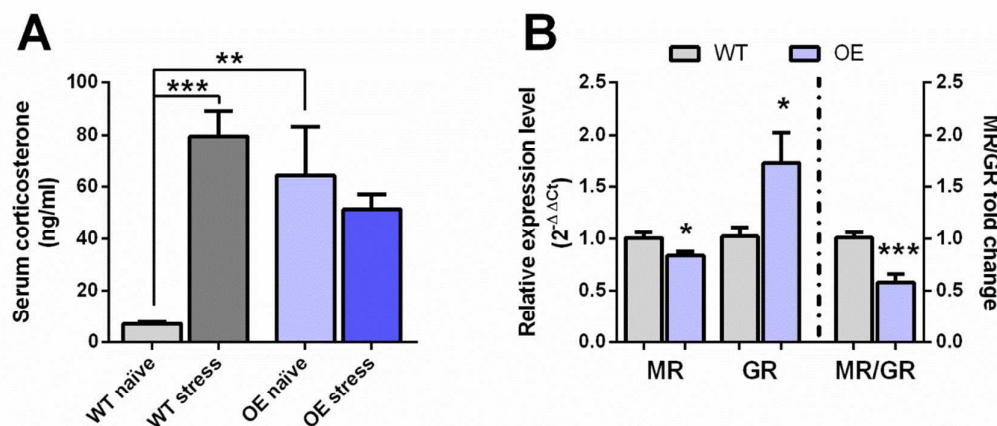 A
**
***
100
80
60
40
20
0
Serum corticosterone
(ng/ml)
WT naïve
WT stress
OE naïve
OE stress
B
WT OE
2.5
2.0
1.5
1.0
0.5
0.0
Relative expression level
(2-ΔΔCt)
*
*
***
MR GR MR/GR
2.5
2.0
1.5
1.0
0.5
0.0
MR/GR fold change